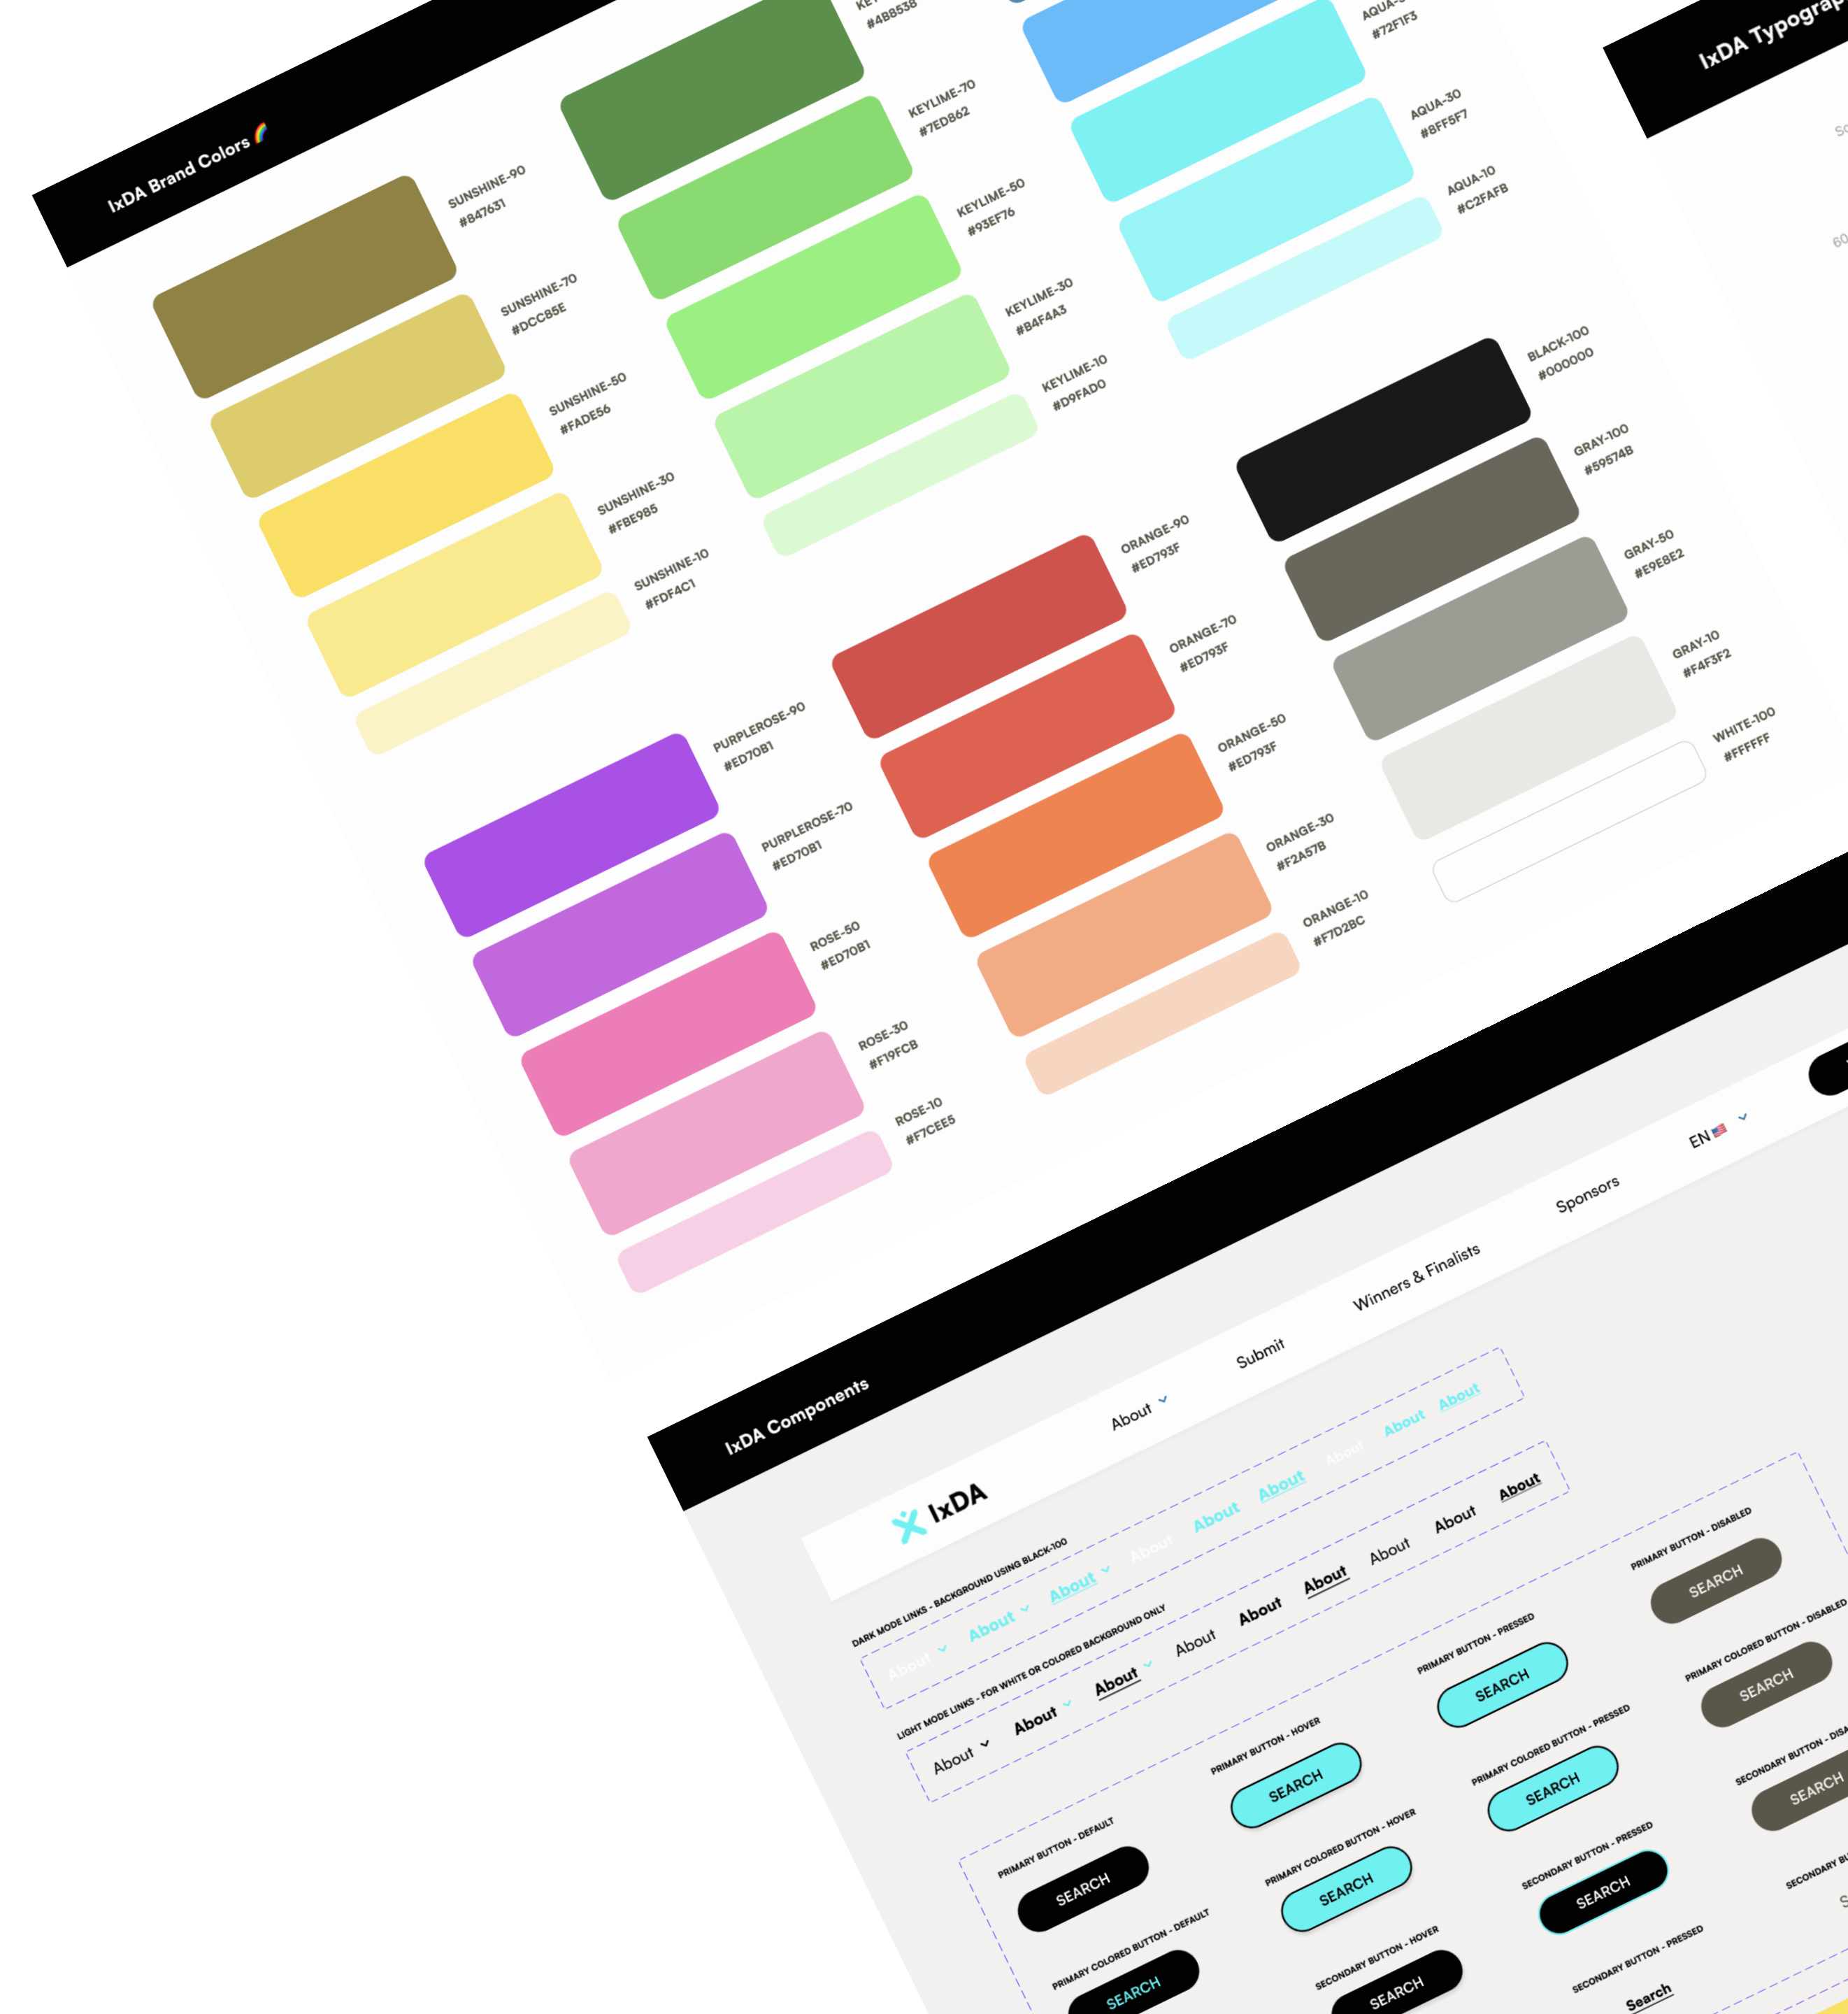 IxDA Brand Colors 🌈
SUNSHINE-90
#847631
SUNSHINE-70
#DCC85E
SUNSHINE-50
#FADE56
SUNSHINE-30
#FBE985
SUNSHINE-10
#FDF4C1
#4B8538
KEYLIME-70
#7ED862
KEYLIME-50
#93EF76
KEYLIME-30
#B4F4A3
KEYLIME-10
#D9FAD0
#72F1F3
AQUA-30
#8FF5F7
AQUA-10
#C2FAFB
PURPLEROSE-90
#ED70B1
PURPLEROSE-70
#ED70B1
ROSE-50
#ED70B1
ROSE-30
#F19FCB
ROSE-10
#F7CEE5
ORANGE-90
#ED793F
ORANGE-70
#ED793F
ORANGE-50
#ED793F
ORANGE-30
#F2A57B
ORANGE-10
#F7D2BC
BLACK-100
#000000
GRAY-100
#59574B
GRAY-50
#E9E8E2
GRAY-10
#F4F3F2
WHITE-100
#FFFFFF
IxDA Typograp
IxDA Components
IxDA
About
Submit
Winners & Finalists
Sponsors
EN🇺🇸
DARK MODE LINKS - BACKGROUND USING BLACK-100
About About About About About About About About About
LIGHT MODE LINKS - FOR WHITE OR COLORED BACKGROUND ONLY
About About About About About About About About About
PRIMARY BUTTON - DEFAULT
SEARCH
PRIMARY BUTTON - HOVER
SEARCH
PRIMARY BUTTON - PRESSED
SEARCH
PRIMARY BUTTON - DISABLED
SEARCH
PRIMARY COLORED BUTTON - DEFAULT
SEARCH
PRIMARY COLORED BUTTON - HOVER
SEARCH
PRIMARY COLORED BUTTON - PRESSED
SEARCH
PRIMARY COLORED BUTTON - DISABLED
SEARCH
SECONDARY BUTTON - HOVER
SEARCH
SECONDARY BUTTON - PRESSED
SEARCH
SECONDARY BUTTON - DISA
SEARCH
SECONDARY BUTTON - PRESSED
Search
SECONDARY BU